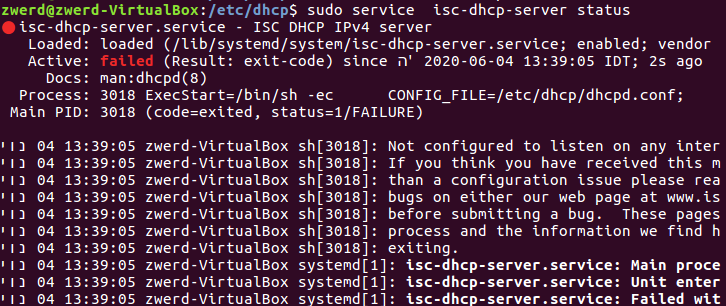 zwerd@zwerd-VirtualBox:/etc/dhcp$ sudo service  isc-dhcp-server status
● isc-dhcp-server.service - ISC DHCP IPv4 server
Loaded: loaded (/lib/systemd/system/isc-dhcp-server.service; enabled; vendor
Active: failed (Result: exit-code) since ה' 2020-06-04 13:39:05 IDT; 2s ago
Docs: man:dhcpd(8)
Process: 3018 ExecStart=/bin/sh -ec      CONFIG_FILE=/etc/dhcp/dhcpd.conf;
Main PID: 3018 (code=exited, status=1/FAILURE)
יונ 04 13:39:05 zwerd-VirtualBox sh[3018]: Not configured to listen on any inter
יונ 04 13:39:05 zwerd-VirtualBox sh[3018]: If you think you have received this m
יונ 04 13:39:05 zwerd-VirtualBox sh[3018]: than a configuration issue please rea
יונ 04 13:39:05 zwerd-VirtualBox sh[3018]: bugs on either our web page at www.is
יונ 04 13:39:05 zwerd-VirtualBox sh[3018]: before submitting a bug.  These pages
יונ 04 13:39:05 zwerd-VirtualBox sh[3018]: process and the information we find h
יונ 04 13:39:05 zwerd-VirtualBox sh[3018]: exiting.
יונ 04 13:39:05 zwerd-VirtualBox systemd[1]: isc-dhcp-server.service: Main proce
יונ 04 13:39:05 zwerd-VirtualBox systemd[1]: isc-dhcp-server.service: Unit enter
יונ 04 13:39:05 zwerd-VirtualBox systemd[1]: isc-dhcp-server.service: Failed wi